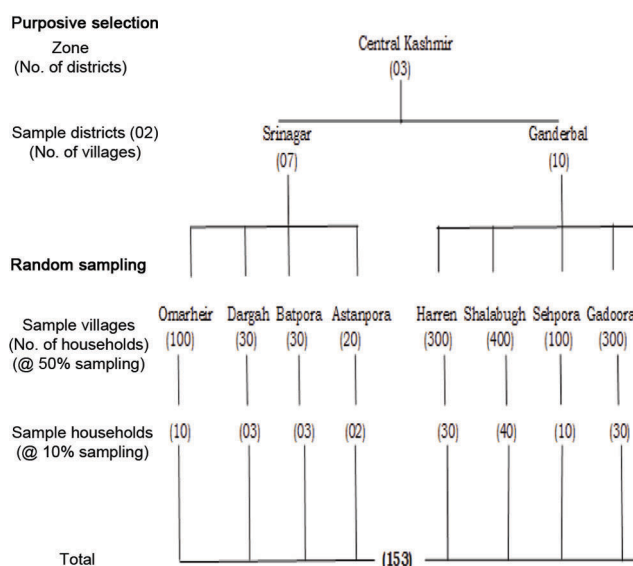 Purposive selection
Zone
(No. of districts)
Central Kashmir
(03)
Sample districts (02)
(No. of villages)
Srinagar
(07)
Ganderbal
(10)
Random sampling
Sample villages
(No. of households)
(@ 50% sampling)
Omarheir Dargah Batpora Astanpora Harren Shalabugh Sehpora Gadoora
(100) (30) (30) (20) (300) (400) (100) (300)
Sample households
(@ 10% sampling)
(10) (03) (03) (02) (30) (40) (10) (30)
Total (153)